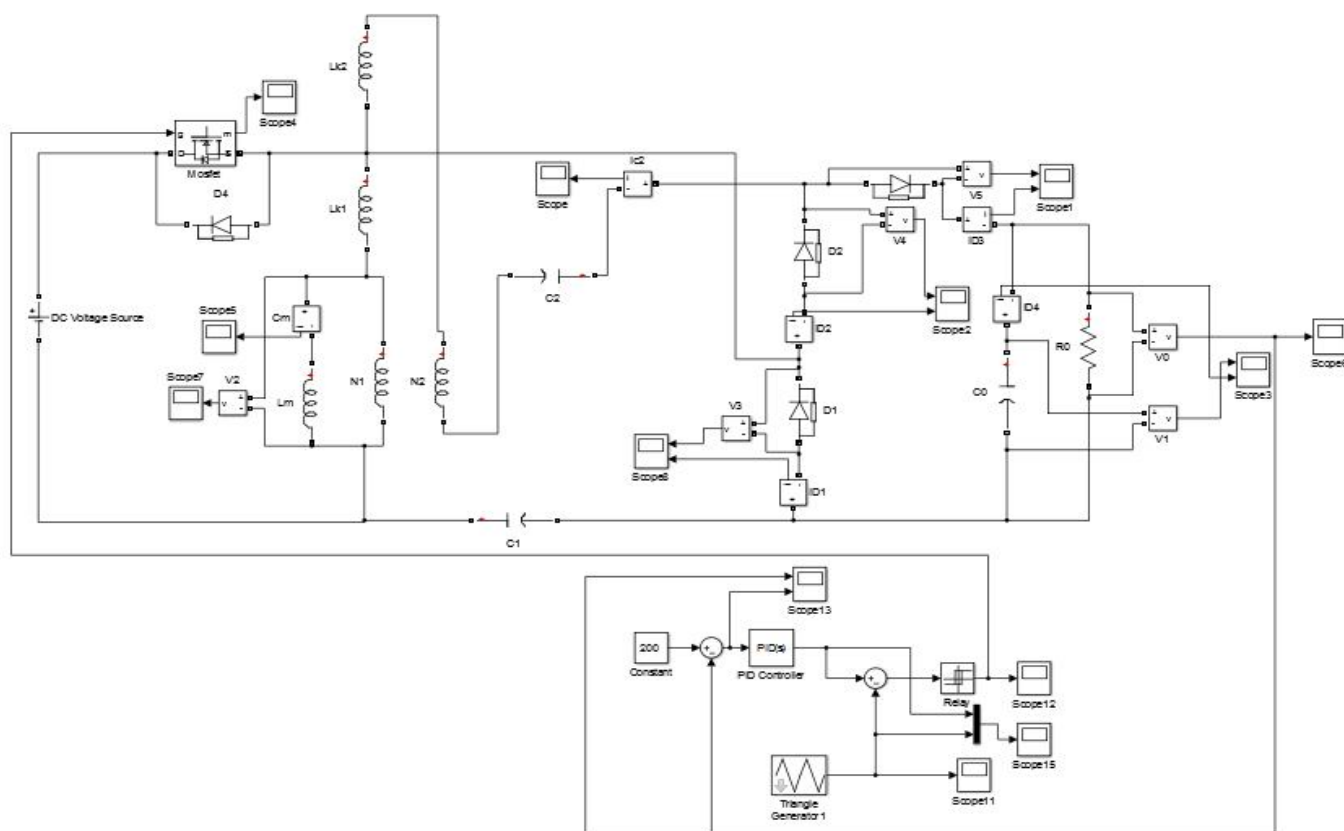 Lk2
Scope4
g
m
Mosfet
D4
Ic2
Scope
V5
Scope1
Lk1
V4
ID3
D2
C2
DC Voltage Source
Scope5
Cm
ID2
Scope2
ID4
R0
V0
Scope7
V2
N1
N2
Lm
V3
D1
C0
Scope3
V1
Scope8
ID1
C1
Scope13
200
Constant
PID(s)
PID Controller
Relay
Scope12
Scope15
Triangle
Generator1
Scope11